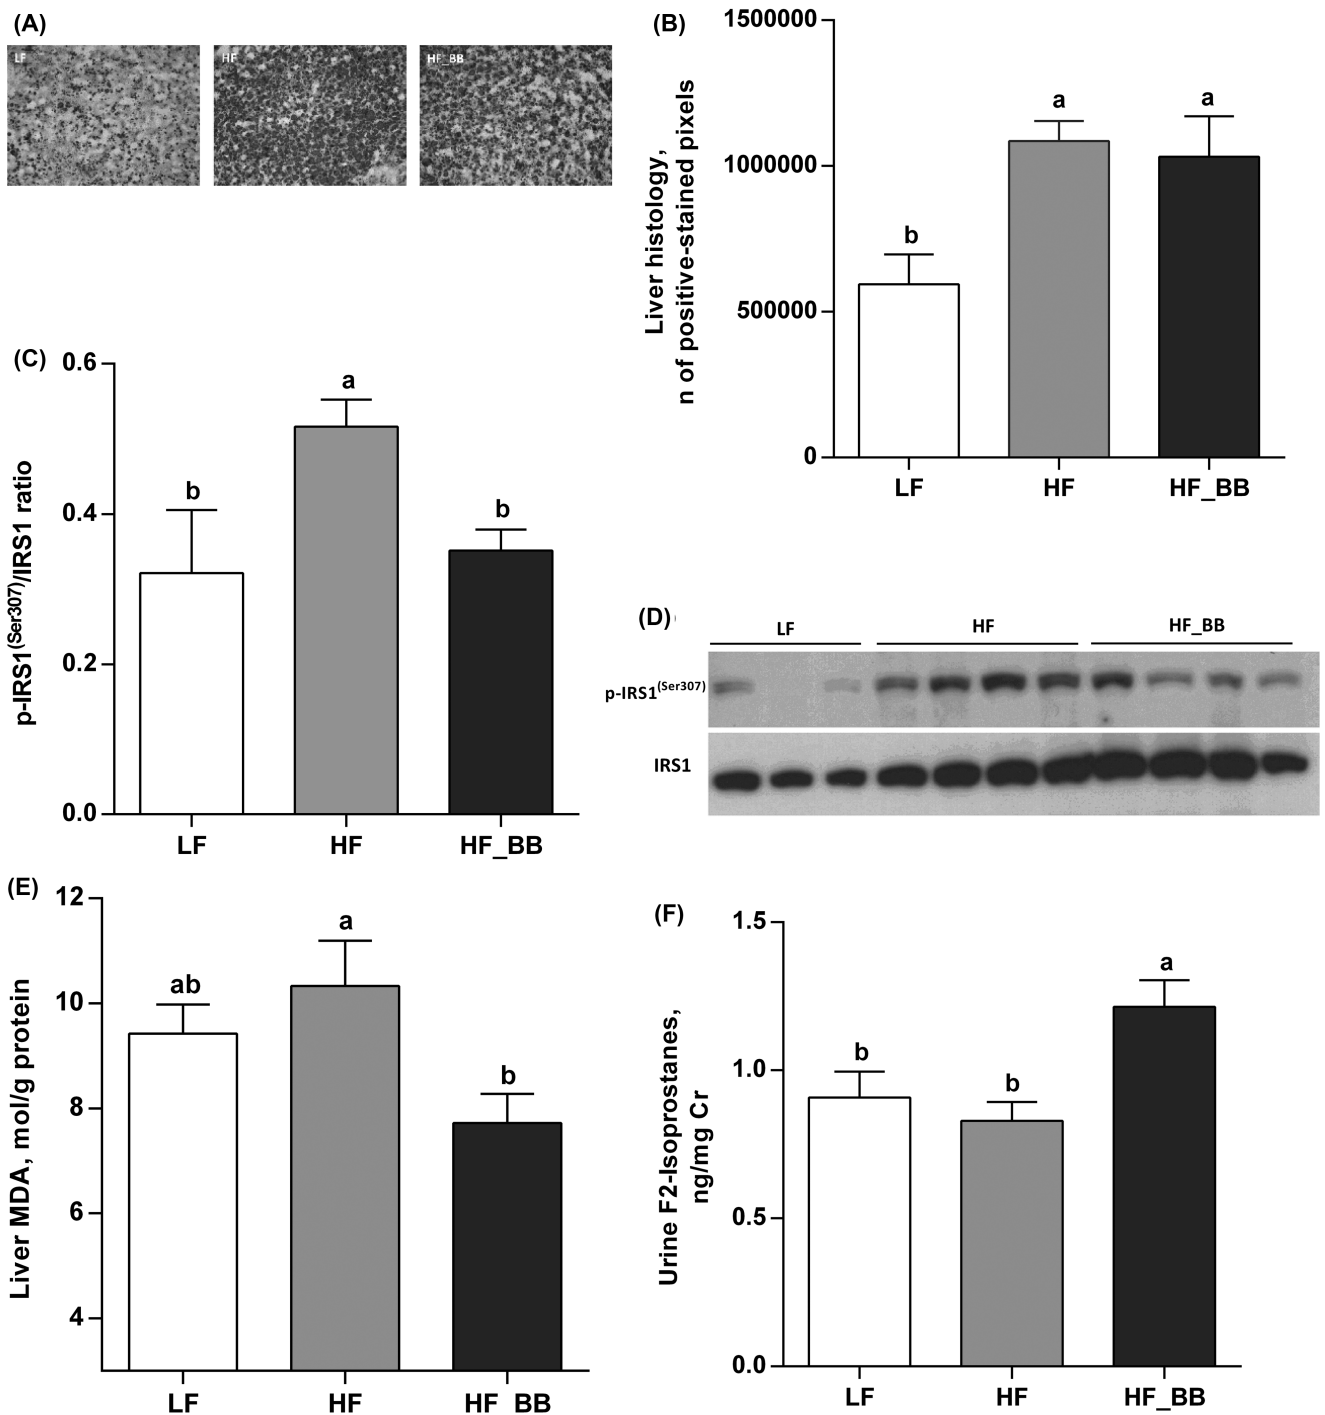 (A)
LF
HF
HF_BB
(B)
1500000
1000000
500000
0
Liver histology,
n of positive-stained pixels
b
a
a
LF
HF
HF_BB
(C)
0.6
0.4
0.2
0.0
p-IRS1(Ser307)/IRS1 ratio
b
a
b
LF
HF
HF_BB
(D)
LF
HF
HF_BB
p-IRS1(Ser307)
IRS1
(E)
12
10
8
6
4
Liver MDA, mol/g protein
ab
a
b
LF
HF
HF BB
(F)
1.5
1.0
0.5
0.0
Urine F2-Isoprostanes,
ng/mg Cr
b
b
a
LF
HF
HF_BB